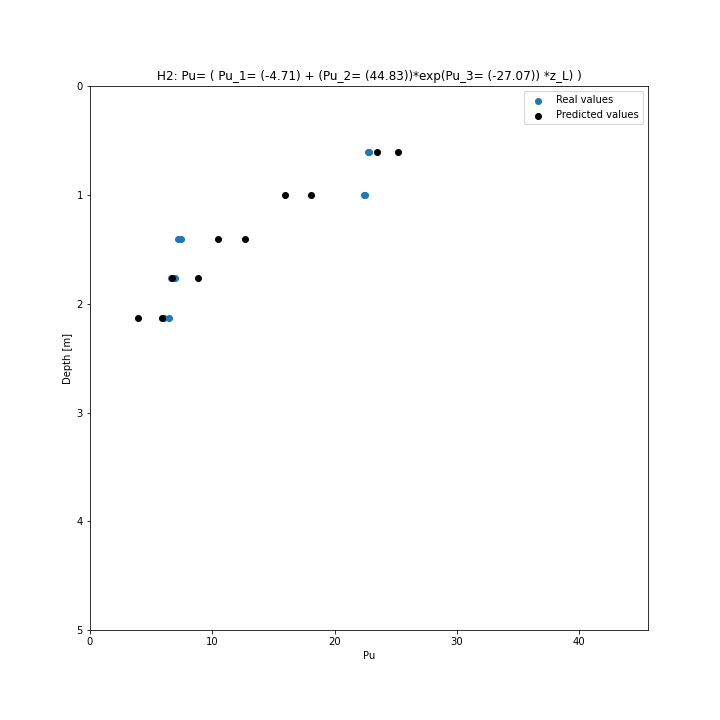 H2: Pu= ( Pu_1= (-4.71) + (Pu_2= (44.83))*exp(Pu_3= (-27.07)) *z_L) )
Real values
Predicted values
0
1
2
3
4
5
Depth [m]
0
10
20
30
40
Pu